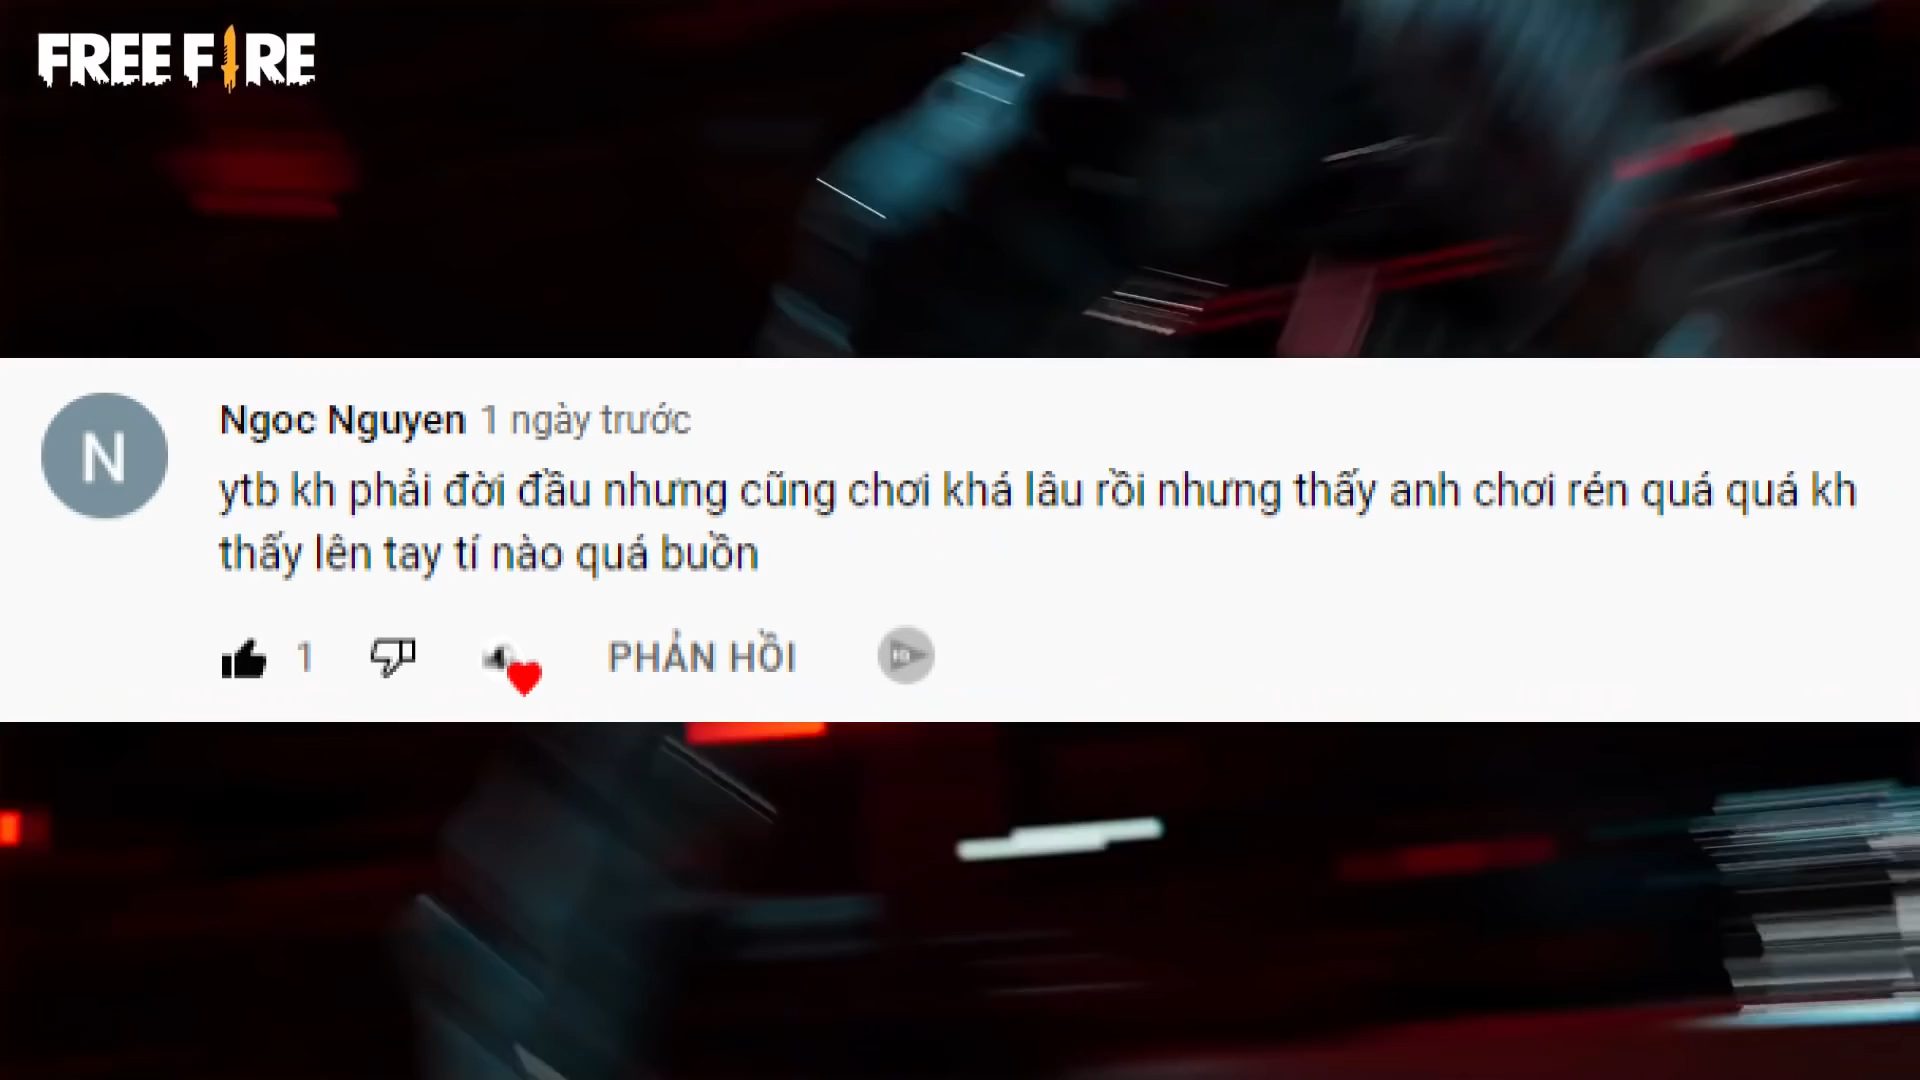 FREE FIRE
N
Ngoc Nguyen 1 ngày trước
ytb kh phải đời đầu nhưng cũng chơi khá lâu rồi nhưng thấy anh chơi rén quá quá kh
thấy lên tay tí nào quá buồn
1 PHẢN HỒI